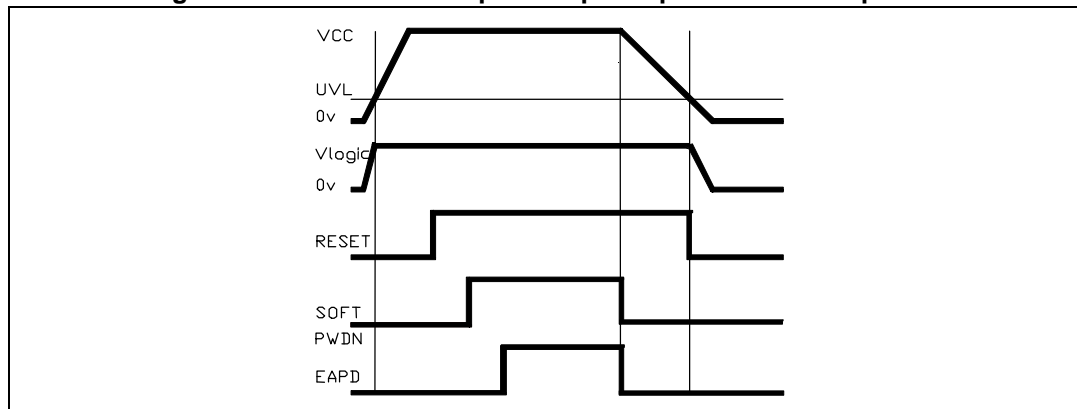 VCC
UVL
0v
Vlogic
0v
RESET
SOFT
PWDN
EAPD